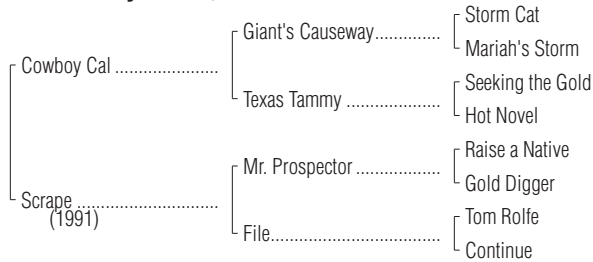 Storm Cat
Giant's Causeway..............
Mariah's Storm
Cowboy Cal ......................
Seeking the Gold
Texas Tammy ....................
Hot Novel
Raise a Native
Mr. Prospector ..................
Gold Digger
Scrape ..............................
(1991)
Tom Rolfe
File....................................
Continue